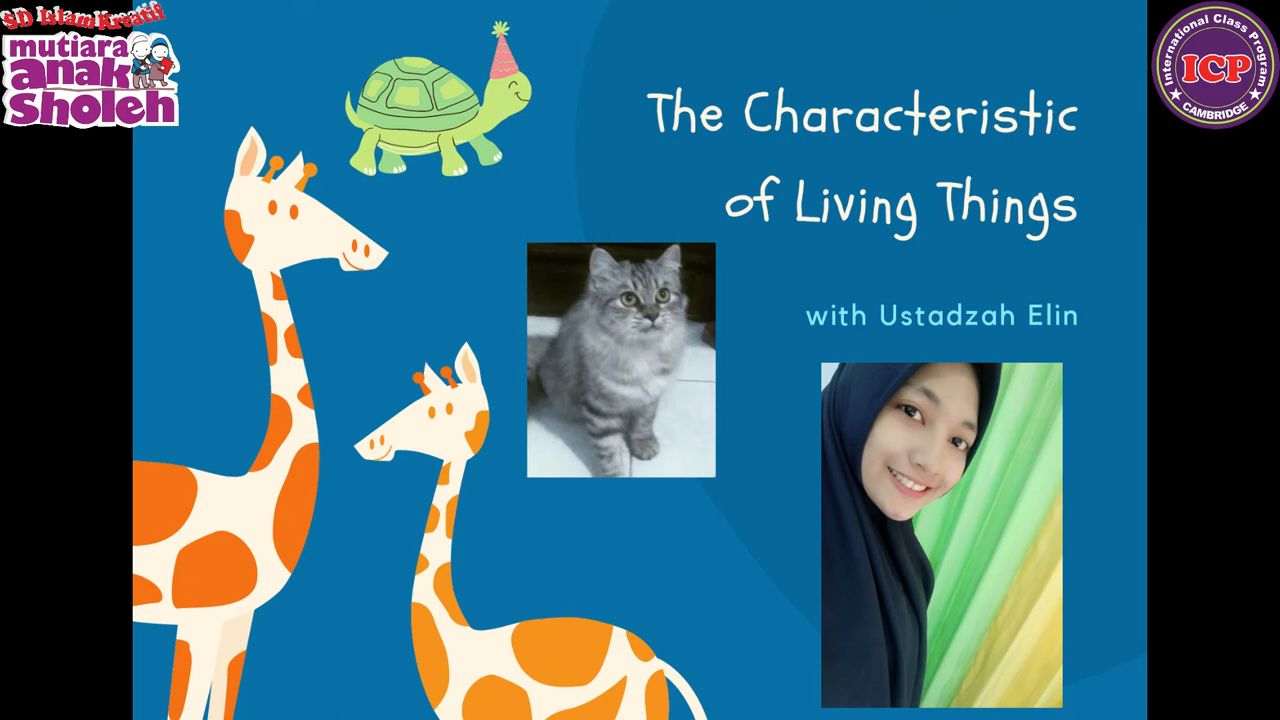 SD Islam Kreatif
mutiara
anak
sholeh
The Characteristic
of Living Things
with Ustadzah Elin
International Class Program
ICP
CAMBRIDGE